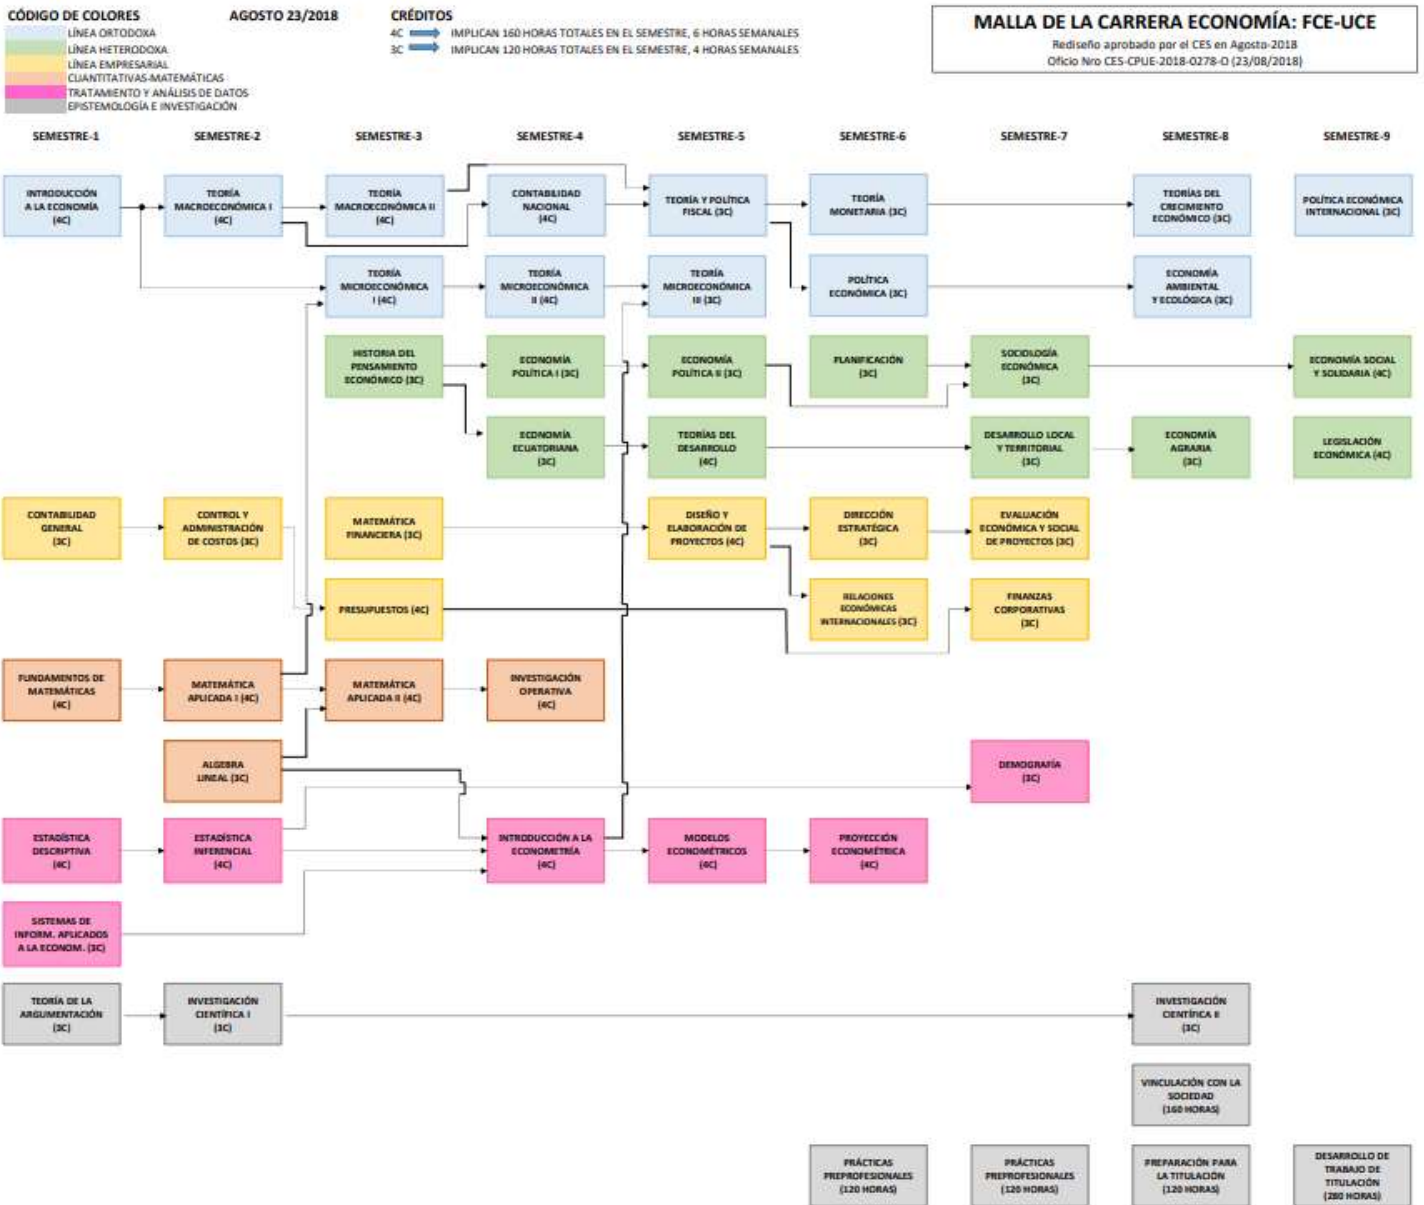 CÓDIGO DE COLORES
AGOSTO 23/2018
CRÉDITOS
LÍNEA ORTODOXA
LÍNEA HETERODOXA
LÍNEA EMPRESARIAL
CUANTITATIVAS-MATEMÁTICAS
TRATAMIENTO Y ANÁLISIS DE DATOS
EPISTEMOLOGÍA E INVESTIGACIÓN
4C IMPLICAN 160 HORAS TOTALES EN EL SEMESTRE, 6 HORAS SEMANALES
3C IMPLICAN 120 HORAS TOTALES EN EL SEMESTRE, 4 HORAS SEMANALES
MALLA DE LA CARRERA ECONOMÍA: FCE-UCE
Rediseño aprobado por el CES en Agosto-2018
Oficio Nro CES-CPUE-2018-0278-O (23/08/2018)
SEMESTRE-1
SEMESTRE-2
SEMESTRE-3
SEMESTRE-4
SEMESTRE-5
SEMESTRE-6
SEMESTRE-7
SEMESTRE-8
SEMESTRE-9
INTRODUCCIÓN
A LA ECONOMÍA
(4C)
TEORÍA
MACROECONÓMICA I
(4C)
TEORÍA
MACROECONÓMICA II
(4C)
CONTABILIDAD
NACIONAL
(4C)
TEORÍA Y POLÍTICA
FISCAL (3C)
TEORÍA
MONETARIA (3C)
TEORÍAS DEL
CRECIMIENTO
ECONÓMICO (3C)
POLÍTICA ECONÓMICA
INTERNACIONAL (3C)
TEORÍA
MICROECONÓMICA
I (4C)
TEORÍA
MICROECONÓMICA
II (4C)
TEORÍA
MICROECONÓMICA
III (3C)
POLÍTICA
ECONÓMICA (3C)
ECONOMÍA
AMBIENTAL
Y ECOLÓGICA (3C)
HISTORIA DEL
PENSAMIENTO
ECONÓMICO (3C)
ECONOMÍA
POLÍTICA I (3C)
ECONOMÍA
POLÍTICA II (3C)
PLANIFICACIÓN
(3C)
SOCIOLOGÍA
ECONÓMICA
(3C)
ECONOMÍA SOCIAL
Y SOLIDARIA (4C)
ECONOMÍA
ECUATORIANA
(3C)
TEORÍAS DEL
DESARROLLO
(4C)
DESARROLLO LOCAL
Y TERRITORIAL
(3C)
ECONOMÍA
AGRARIA
(3C)
LEGISLACIÓN
ECONÓMICA (4C)
CONTABILIDAD
GENERAL
(3C)
CONTROL Y
ADMINISTRACIÓN
DE COSTOS (3C)
MATEMÁTICA
FINANCIERA (3C)
DISEÑO Y
ELABORACIÓN DE
PROYECTOS (4C)
DIRECCIÓN
ESTRATÉGICA
(3C)
EVALUACIÓN
ECONÓMICA Y SOCIAL
DE PROYECTOS (3C)
PRESUPUESTOS (4C)
RELACIONES
ECONÓMICAS
INTERNACIONALES (3C)
FINANZAS
CORPORATIVAS
(3C)
FUNDAMENTOS DE
MATEMÁTICAS
(4C)
MATEMÁTICA
APLICADA I (4C)
MATEMÁTICA
APLICADA II (4C)
INVESTIGACIÓN
OPERATIVA
(4C)
ALGEBRA
LINEAL (3C)
DEMOGRAFÍA
(3C)
ESTADÍSTICA
DESCRIPTIVA
(4C)
ESTADÍSTICA
INFERENCIAL
(4C)
INTRODUCCIÓN A LA
ECONOMETRÍA
(4C)
MODELOS
ECONOMÉTRICOS
(4C)
PROYECCIÓN
ECONOMÉTRICA
(4C)
SISTEMAS DE
INFORM. APLICADOS
A LA ECONOM. (3C)
TEORÍA DE LA
ARGUMENTACIÓN
(3C)
INVESTIGACIÓN
CIENTÍFICA I
(3C)
INVESTIGACIÓN
CIENTÍFICA II
(3C)
VINCULACIÓN CON LA
SOCIEDAD
(160 HORAS)
PRÁCTICAS
PREPROFESIONALES
(120 HORAS)
PRÁCTICAS
PREPROFESIONALES
(120 HORAS)
PREPARACIÓN PARA
LA TITULACIÓN
(120 HORAS)
DESARROLLO DE
TRABAJO DE
TITULACIÓN
(280 HORAS)